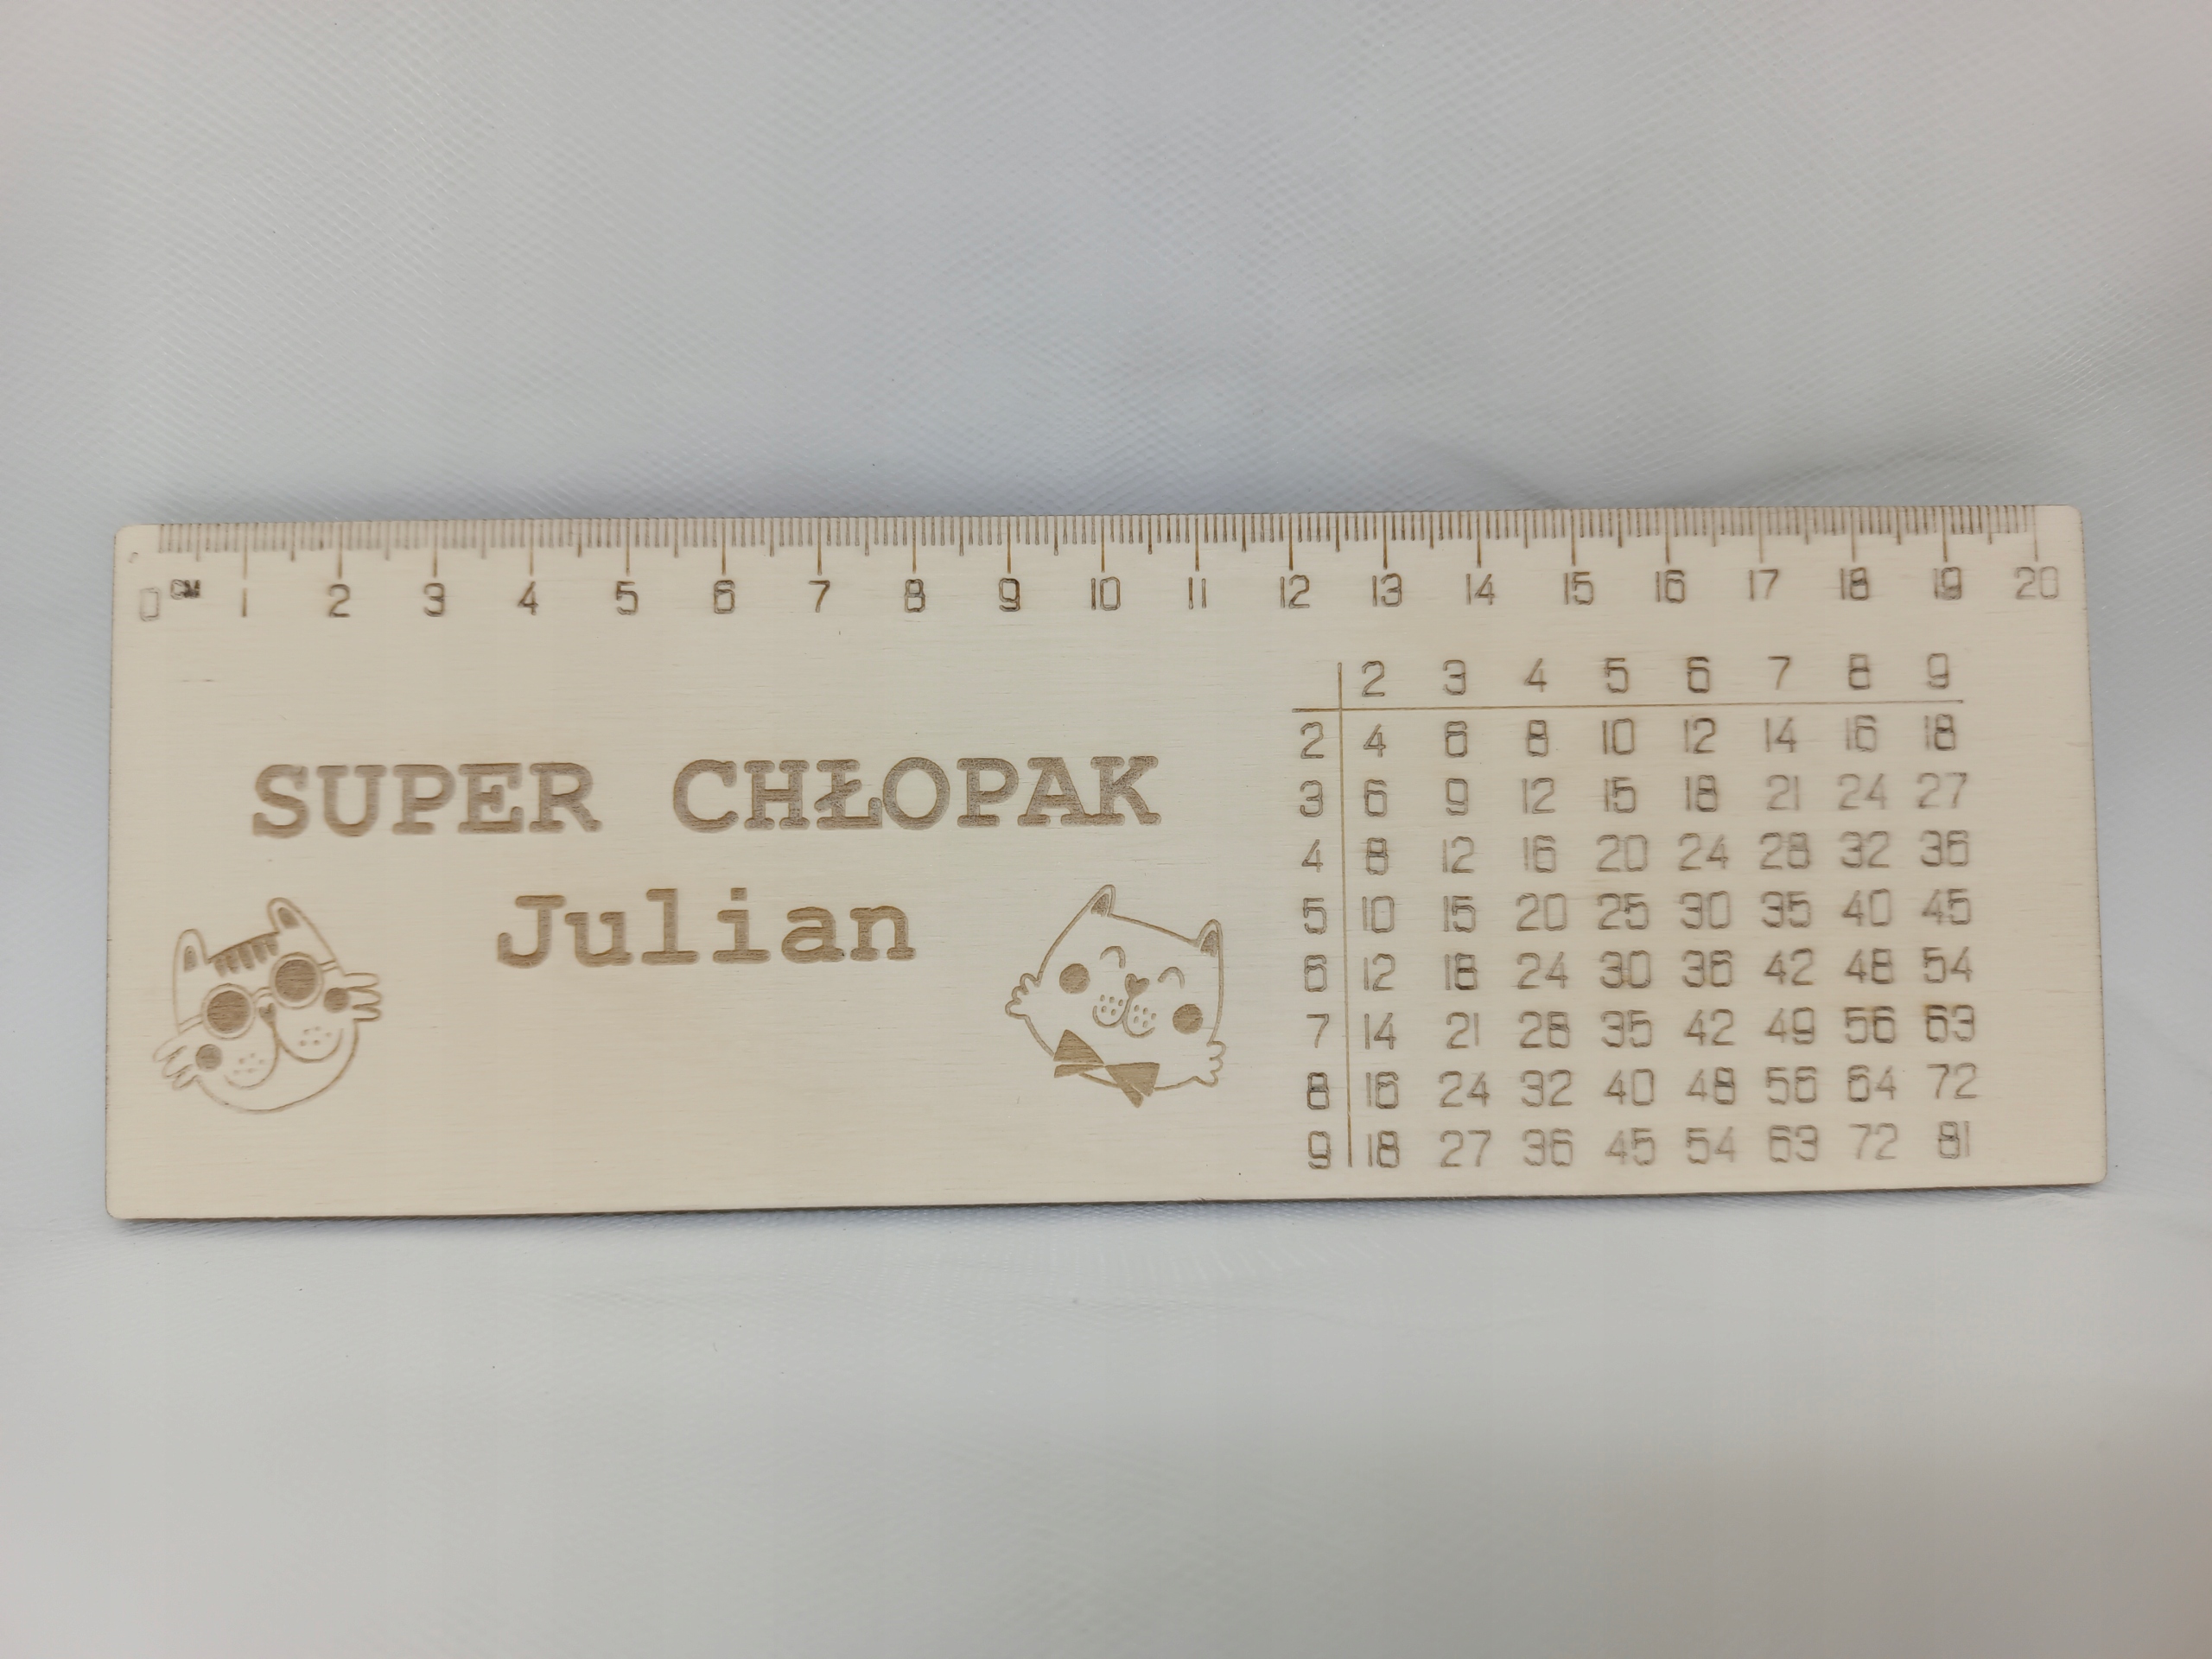 0 CM 1 2 3 4 5 6 7 8 9 10 11 12 13 14 15 16 17 18 19 20
SUPER CHŁOPAK
Julian
2 3 4 5 6 7 8 9
2 4 6 8 10 12 14 16 18
3 6 9 12 15 18 21 24 27
4 8 12 16 20 24 28 32 36
5 10 15 20 25 30 35 40 45
6 12 18 24 30 36 42 48 54
7 14 21 28 35 42 49 56 63
8 16 24 32 40 48 56 64 72
9 18 27 36 45 54 63 72 81